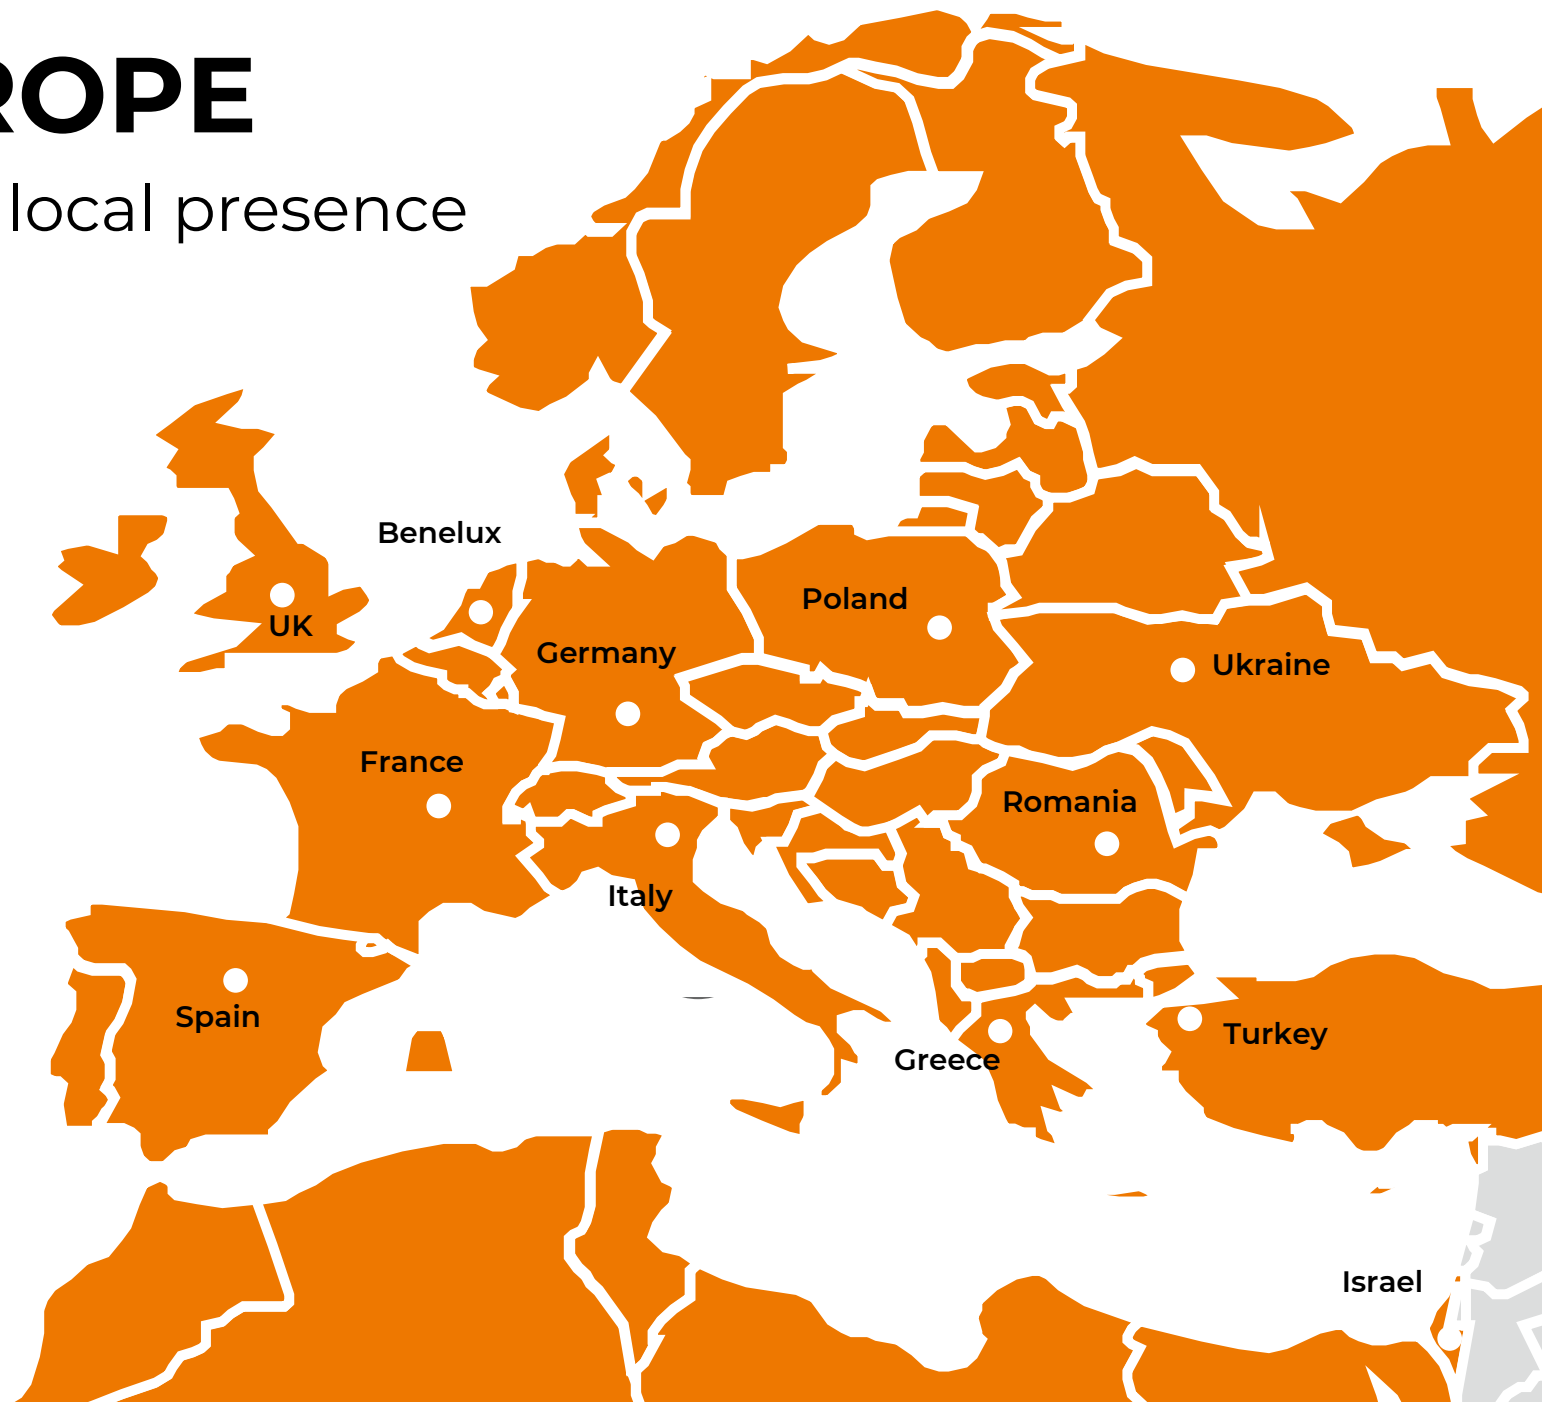 ROPE
local presence
Benelux
Poland
UK
Germany
Ukraine
France
Romania
Italy
Spain
Turkey
Greece
Israel